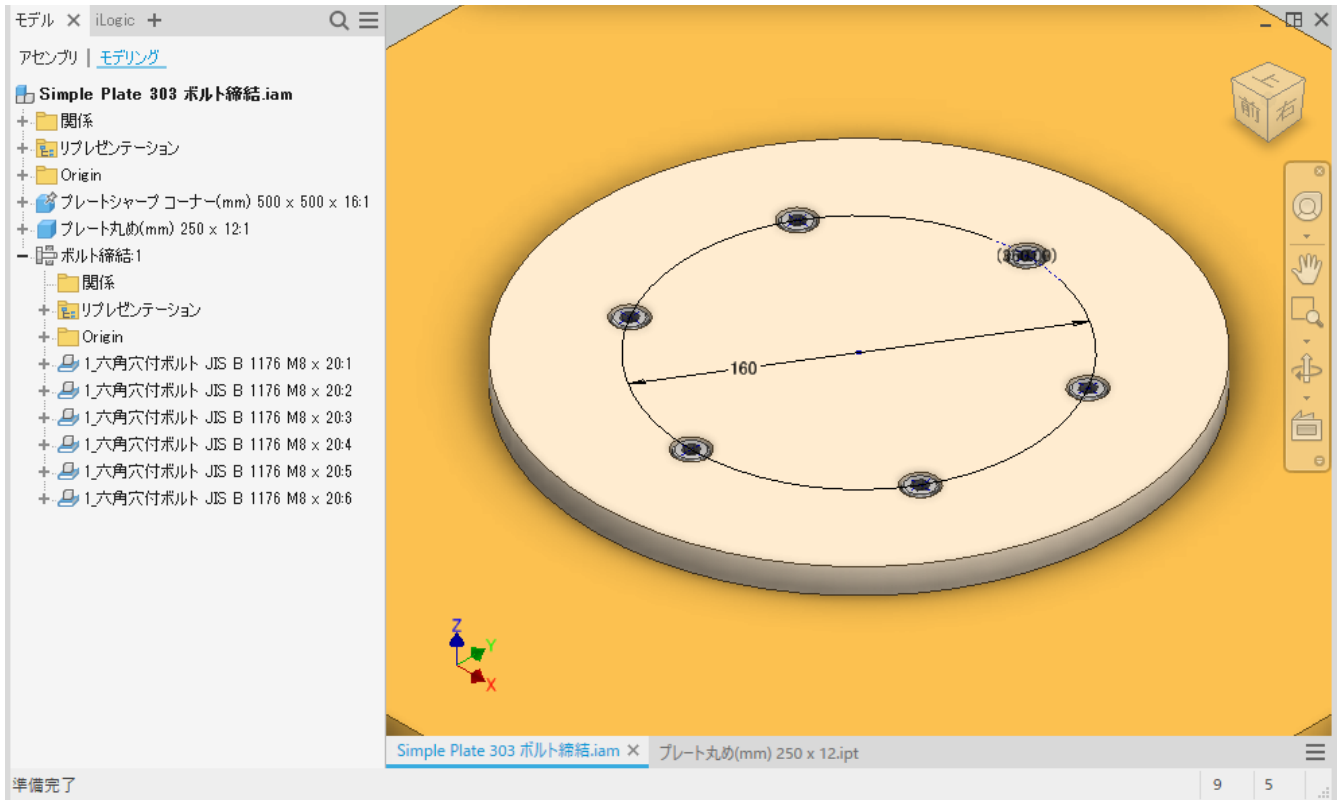 モデル × iLogic +
アセンブリ | モデリング
Simple Plate 303 ボルト締結.iam
関係
リプレゼンテーション
Origin
プレートシャープ コーナー(mm) 500 x 500 x 16:1
プレート丸め(mm) 250 x 12:1
ボルト締結:1
関係
リプレゼンテーション
Origin
1_六角穴付ボルト JIS B 1176 M8 x 20:1
1_六角穴付ボルト JIS B 1176 M8 x 20:2
1_六角穴付ボルト JIS B 1176 M8 x 20:3
1_六角穴付ボルト JIS B 1176 M8 x 20:4
1_六角穴付ボルト JIS B 1176 M8 x 20:5
1_六角穴付ボルト JIS B 1176 M8 x 20:6
上
前 右
160
Z
Y
X
Simple Plate 303 ボルト締結.iam × プレート丸め(mm) 250 x 12.ipt
準備完了 9 5